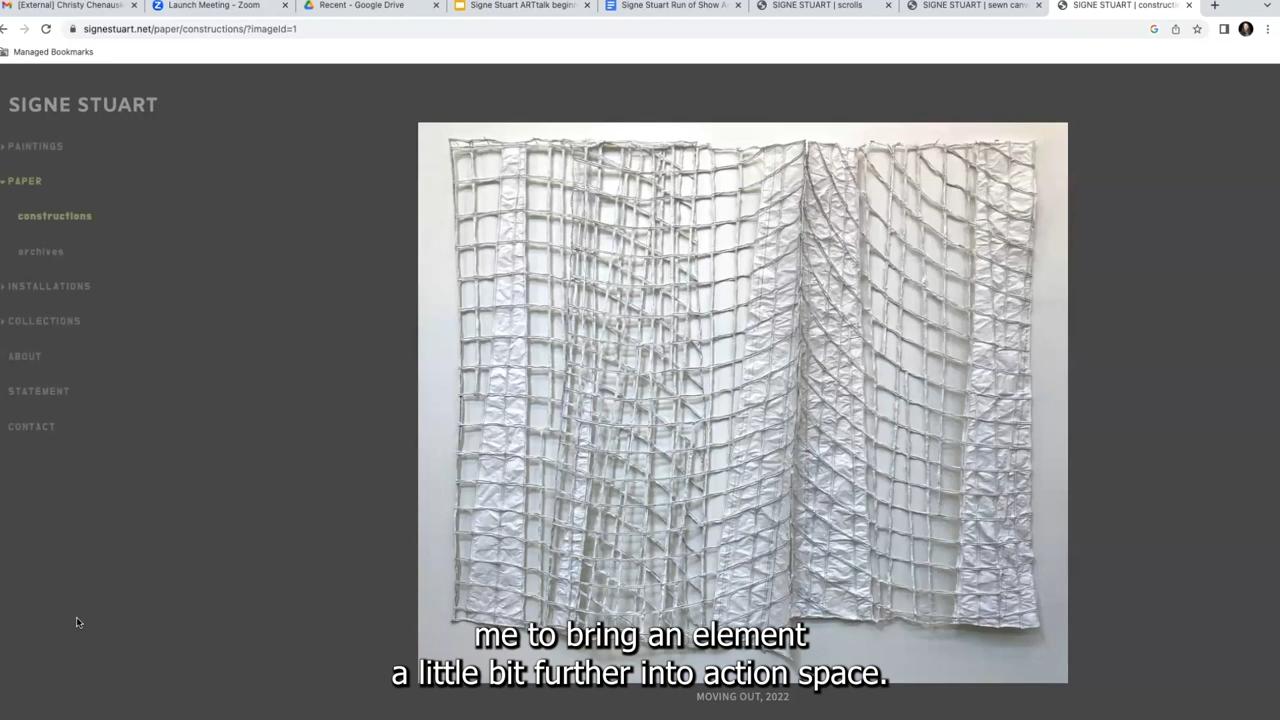 [External] Christy Chenausk
Launch Meeting - Zoom
Recent - Google Drive
Signe Stuart ARTtalk beginn
Signe Stuart Run of Show A
SIGNE STUART | scrolls
SIGNE STUART | sewn canv
SIGNE STUART | constructi
signestuart.net/paper/constructions/?imageId=1
Managed Bookmarks
SIGNE STUART
PAINTINGS
PAPER
constructions
archives
INSTALLATIONS
COLLECTIONS
ABOUT
STATEMENT
CONTACT
me to bring an element
a little bit further into action space.
MOVING OUT, 2022